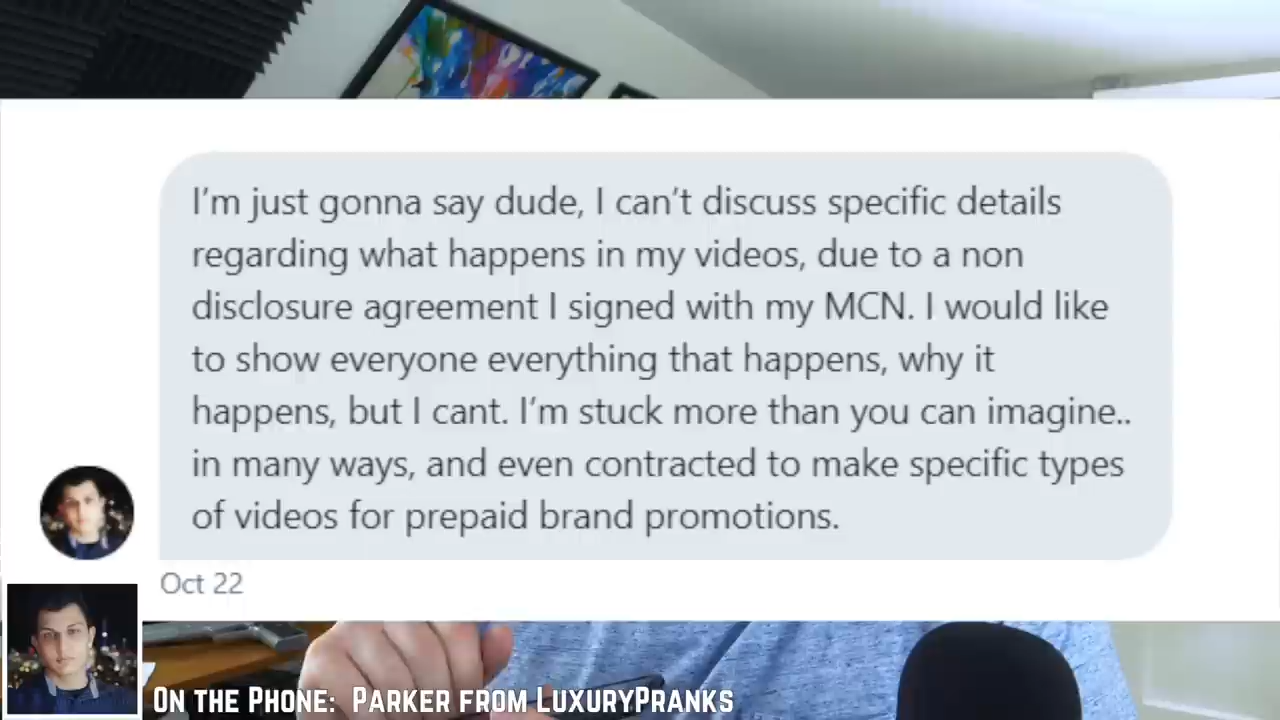 I’m just gonna say dude, I can’t discuss specific details
regarding what happens in my videos, due to a non
disclosure agreement I signed with my MCN. I would like
to show everyone everything that happens, why it
happens, but I cant. I’m stuck more than you can imagine..
in many ways, and even contracted to make specific types
of videos for prepaid brand promotions.
Oct 22
On the Phone: Parker from LuxuryPranks